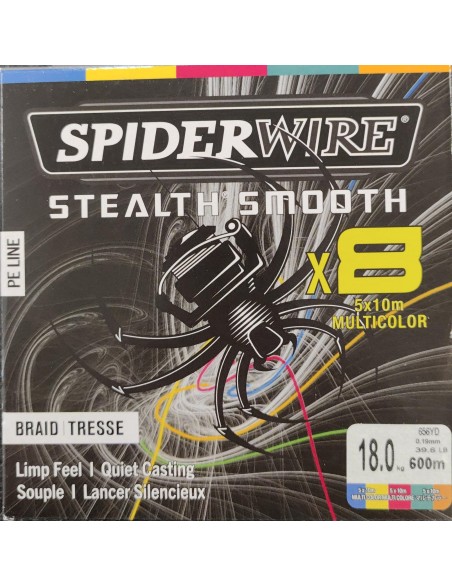 SPIDERWIRE®
STEALTH® SMOOTH
x8
5x10m
MULTICOLOR
PE LINE
BRAID | TRESSE
Limp Feel | Quiet Casting
Souple | Lancer Silencieux
656YD
0.19mm
39.6 LB
18.0 kg 600m